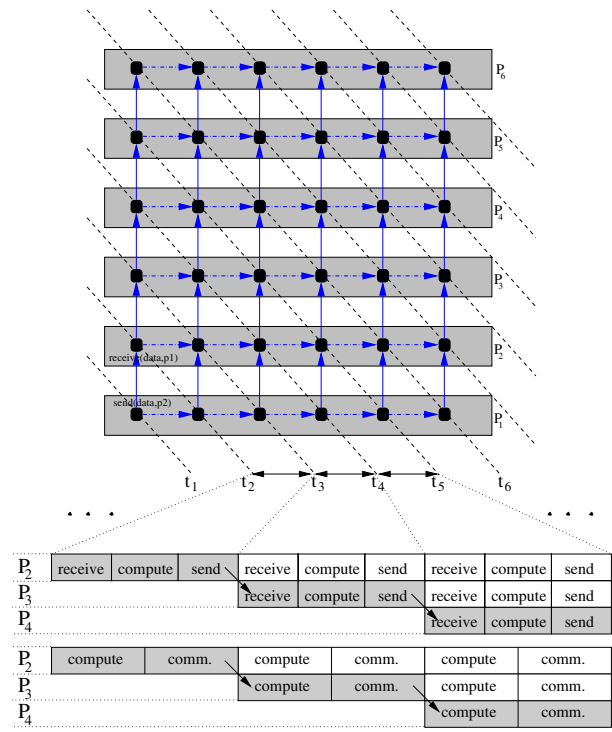 P6
P5
P4
P3
receive(data,p1)
P2
send(data,p2)
P1
t1 t2 t3 t4 t5 t6
. . . . . .
P2 receive compute send receive compute send receive compute send
P3 receive compute send receive compute send
P4 receive compute send
P2 compute comm. compute comm. compute comm.
P3 compute comm. compute comm.
P4 compute comm.